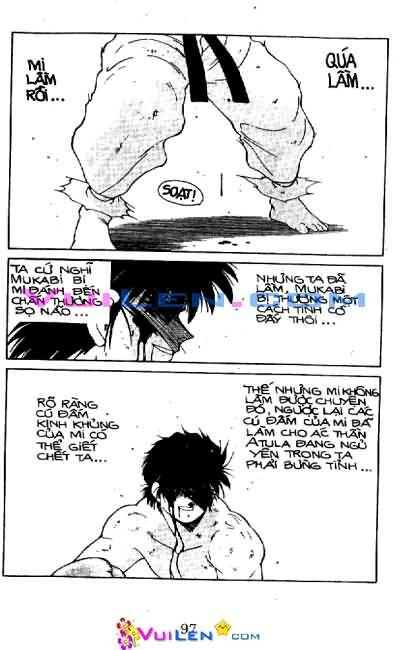 MI
LẦM
RỒI...
QÚA
LẮM...
SOẠT!
TA CỨ NGHĨ
MUKABI BỊ
MI ĐÁNH ĐẾN
CHẤN THƯƠNG
SỌ NÃO...
NHƯNG TA ĐÃ
LẦM, MUKABI
BỊ THƯƠNG MỘT
CÁCH TÌNH CỜ
ĐẤY THÔI...
VUILEN.COM
RÕ RÀNG
CÚ ĐẤM
KINH KHỦNG
CỦA MI CÓ
THỂ GIẾT
CHẾT TA...
THẾ NHƯNG MI KHÔNG
LÀM ĐƯỢC CHUYỆN
ĐÓ, NGƯỢC LẠI CÁC
CÚ ĐẤM CỦA MI ĐÃ
LÀM CHO ÁC THẦN
ATULA ĐANG NGỦ
YÊN TRONG TA
PHẢI BỪNG TỈNH...
97
VUILEN COM